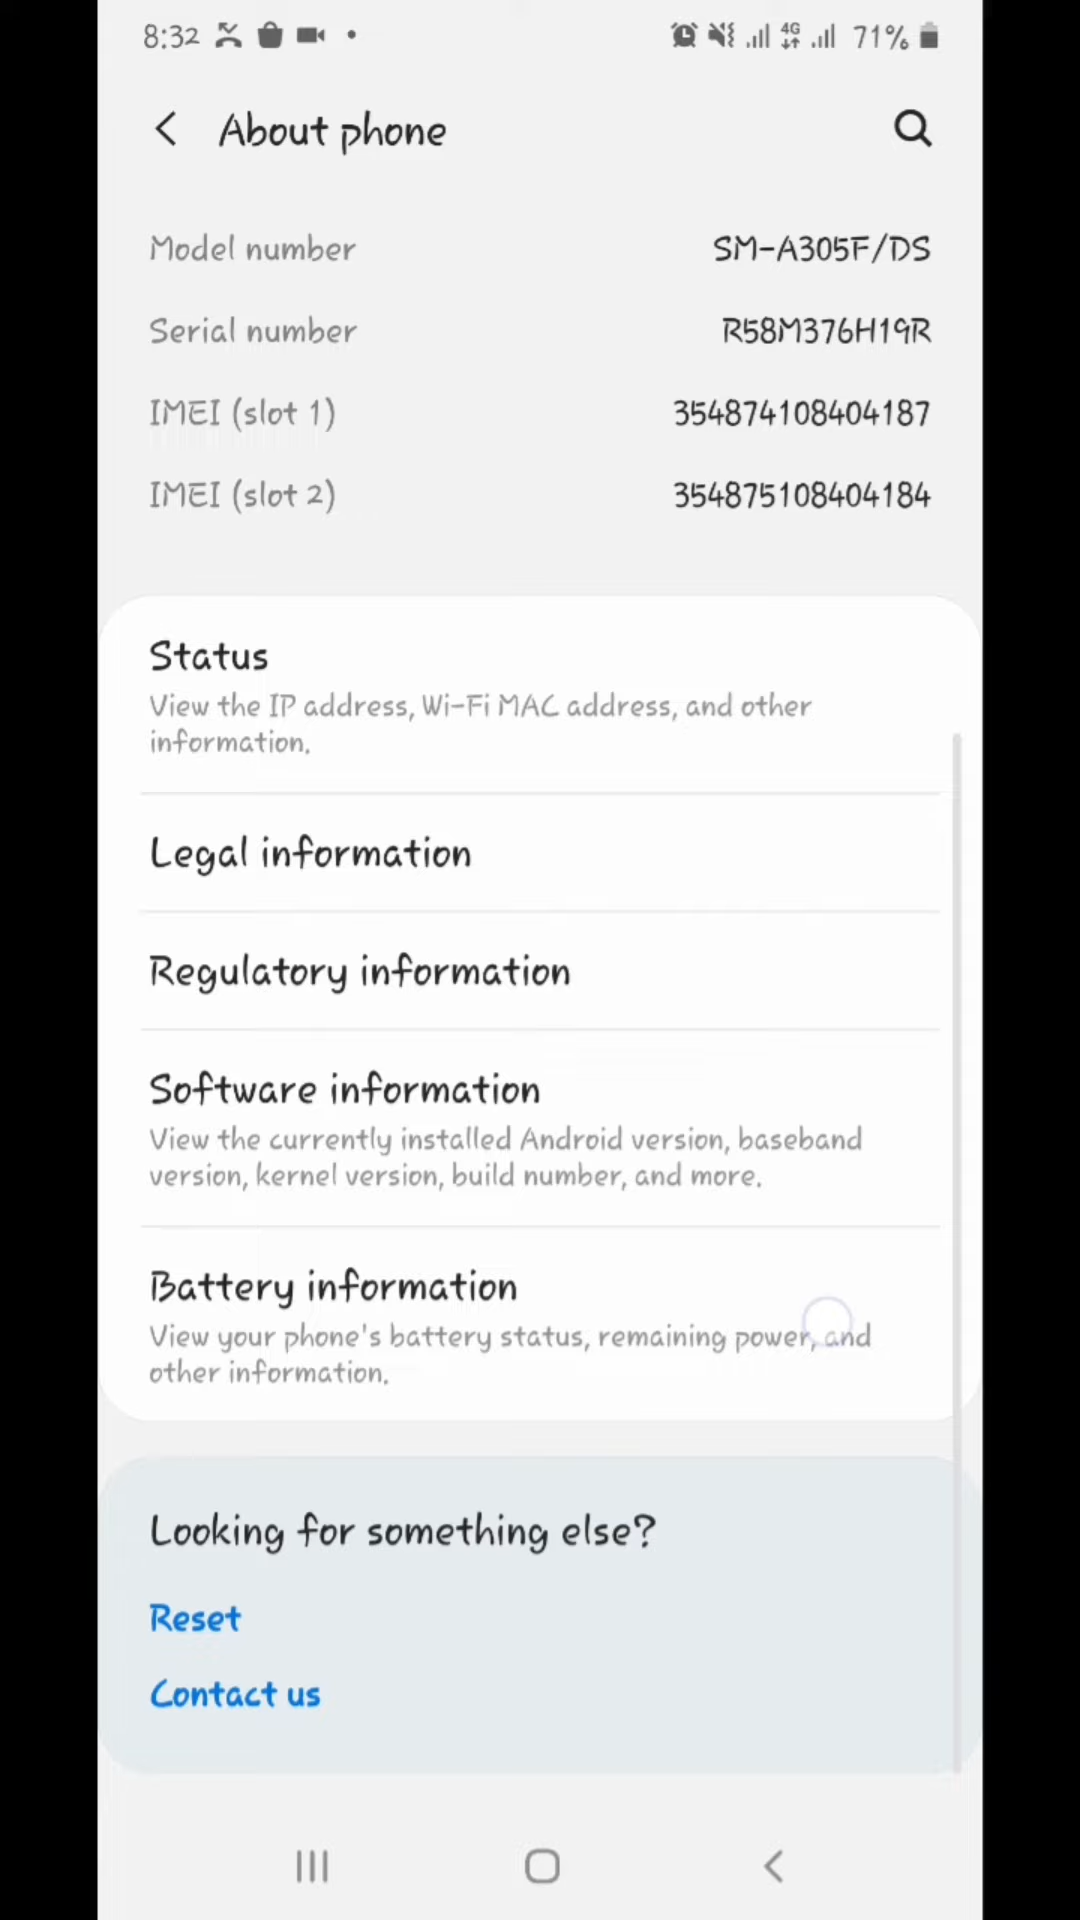 8:32 4G 71%
About phone
Model number SM-A305F/DS
Serial number R58M376H19R
IMEI (slot 1) 354874108404187
IMEI (slot 2) 354875108404184
Status
View the IP address, Wi-Fi MAC address, and other
information.
Legal information
Regulatory information
Software information
View the currently installed Android version, baseband
version, kernel version, build number, and more.
Battery information
View your phone's battery status, remaining power, and
other information.
Looking for something else?
Reset
Contact us